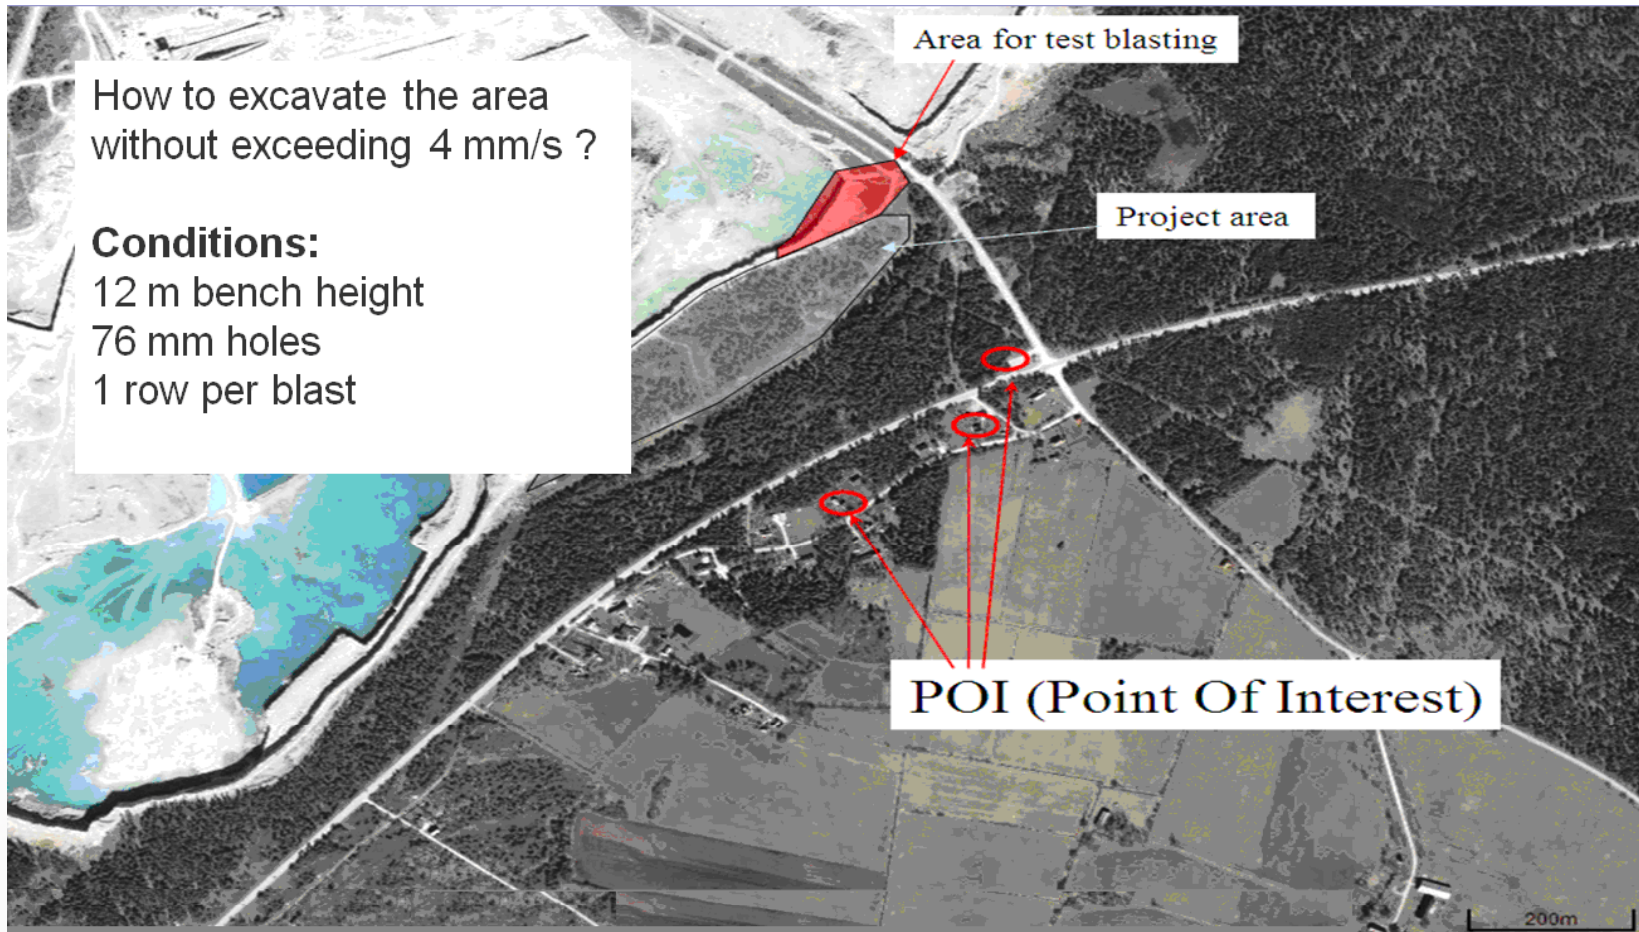 Area for test blasting
How to excavate the area
without exceeding 4 mm/s ?
Conditions:
12 m bench height
76 mm holes
1 row per blast
Project area
POI (Point Of Interest)
200m